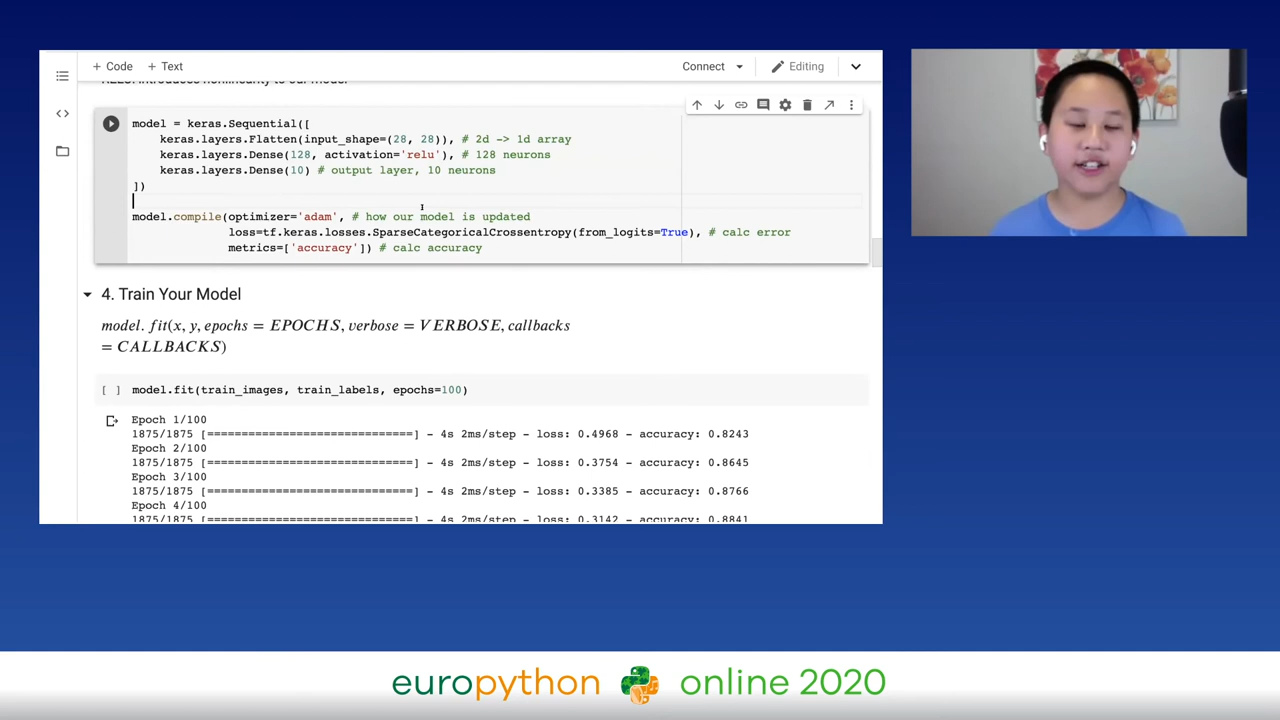 + Code + Text
Connect
Editing
RELU: introduces nonlinearity to our model
model = keras.Sequential([
keras.layers.Flatten(input_shape=(28, 28)), # 2d -> 1d array
keras.layers.Dense(128, activation='relu'), # 128 neurons
keras.layers.Dense(10) # output layer, 10 neurons
])
model.compile(optimizer='adam', # how our model is updated
loss=tf.keras.losses.SparseCategoricalCrossentropy(from_logits=True), # calc error
metrics=['accuracy']) # calc accuracy
4. Train Your Model
model. fit(x, y, epochs = EPOCHS, verbose = VERBOSE, callbacks
= CALLBACKS)
[ ] model.fit(train_images, train_labels, epochs=100)
Epoch 1/100
1875/1875 [==============================] - 4s 2ms/step - loss: 0.4968 - accuracy: 0.8243
Epoch 2/100
1875/1875 [==============================] - 4s 2ms/step - loss: 0.3754 - accuracy: 0.8645
Epoch 3/100
1875/1875 [==============================] - 4s 2ms/step - loss: 0.3385 - accuracy: 0.8766
Epoch 4/100
1875/1875 [==============================] - 4s 2ms/step - loss: 0.3142 - accuracy: 0.8841
europython online 2020